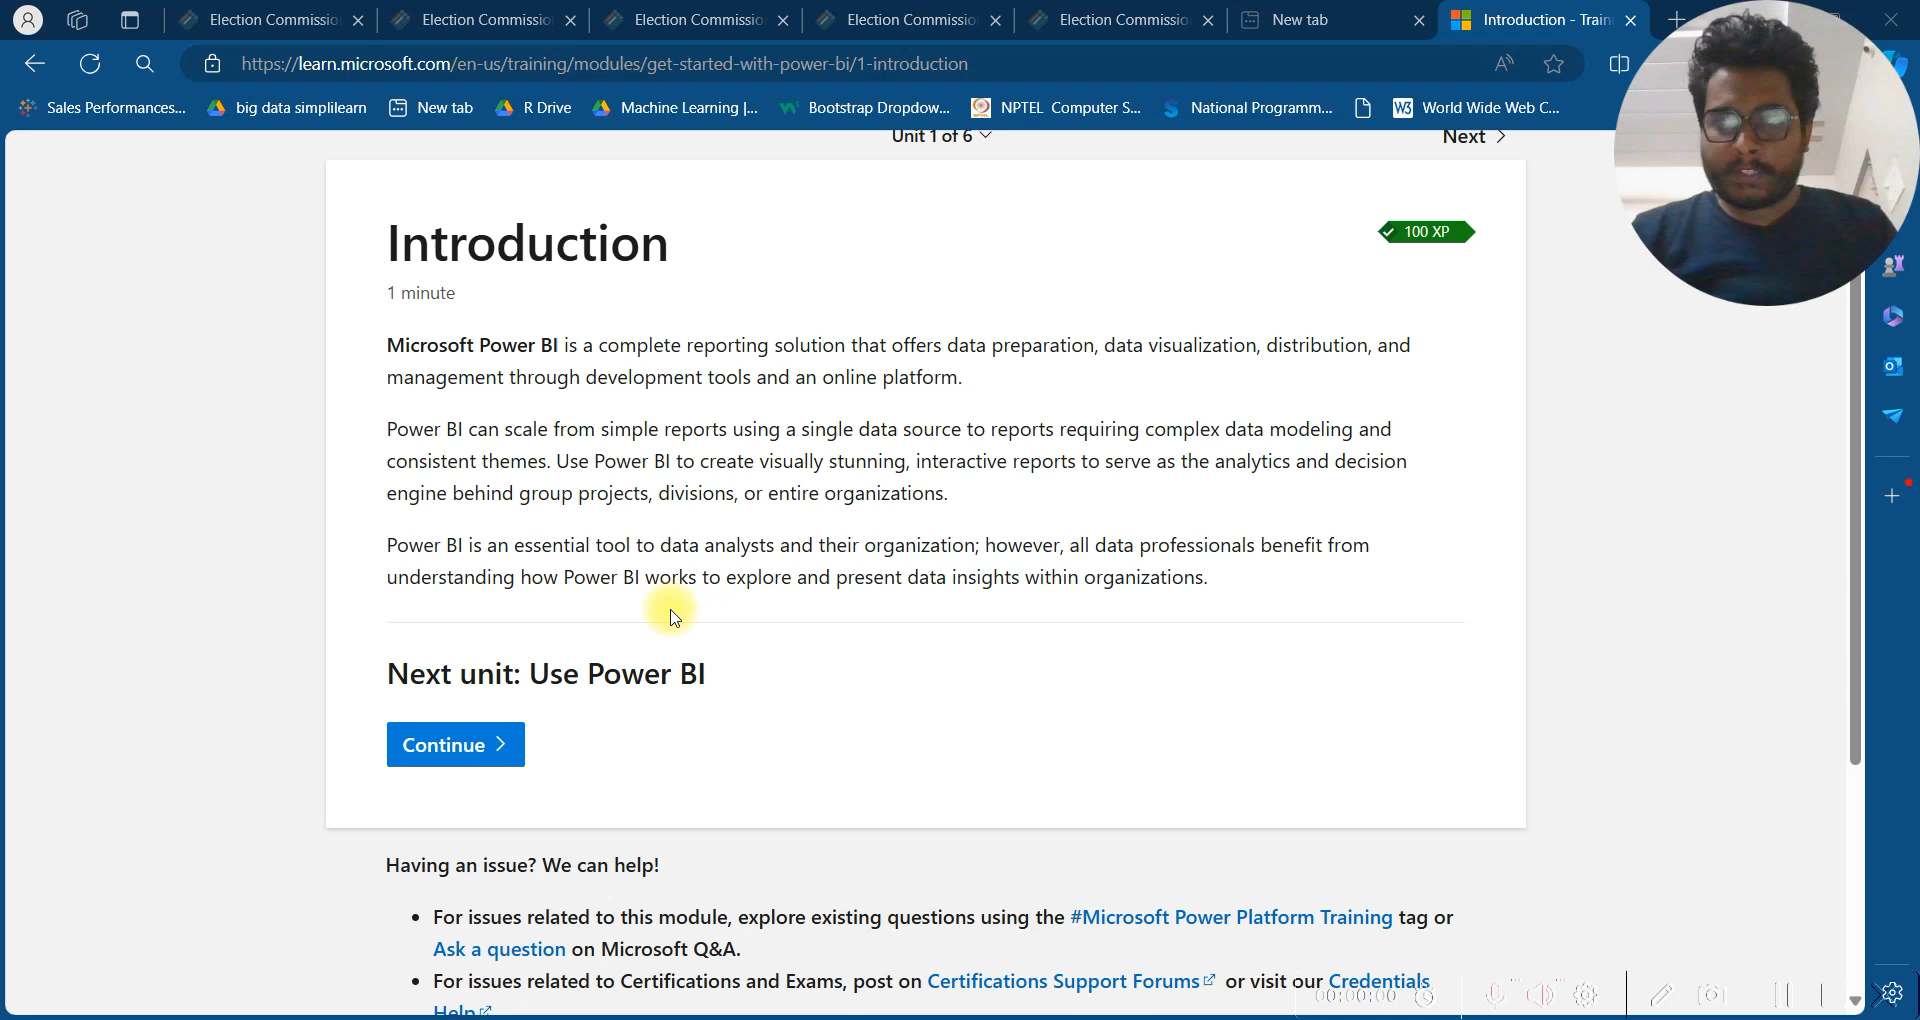 Election Commissio
Election Commissio
Election Commissio
Election Commissio
Election Commissio
New tab
Introduction - Traini
https://learn.microsoft.com/en-us/training/modules/get-started-with-power-bi/1-introduction
Sales Performances...
big data simplilearn
New tab
R Drive
Machine Learning |...
Bootstrap Dropdow...
NPTEL Computer S...
National Programm...
World Wide Web C...
Unit 1 of 6
Next
Introduction
100 XP
1 minute
Microsoft Power BI is a complete reporting solution that offers data preparation, data visualization, distribution, and
management through development tools and an online platform.
Power BI can scale from simple reports using a single data source to reports requiring complex data modeling and
consistent themes. Use Power BI to create visually stunning, interactive reports to serve as the analytics and decision
engine behind group projects, divisions, or entire organizations.
Power BI is an essential tool to data analysts and their organization; however, all data professionals benefit from
understanding how Power BI works to explore and present data insights within organizations.
Next unit: Use Power BI
Continue
Having an issue? We can help!
• For issues related to this module, explore existing questions using the #Microsoft Power Platform Training tag or
Ask a question on Microsoft Q&A.
• For issues related to Certifications and Exams, post on Certifications Support Forums or visit our Credentials
Help
00:00:00